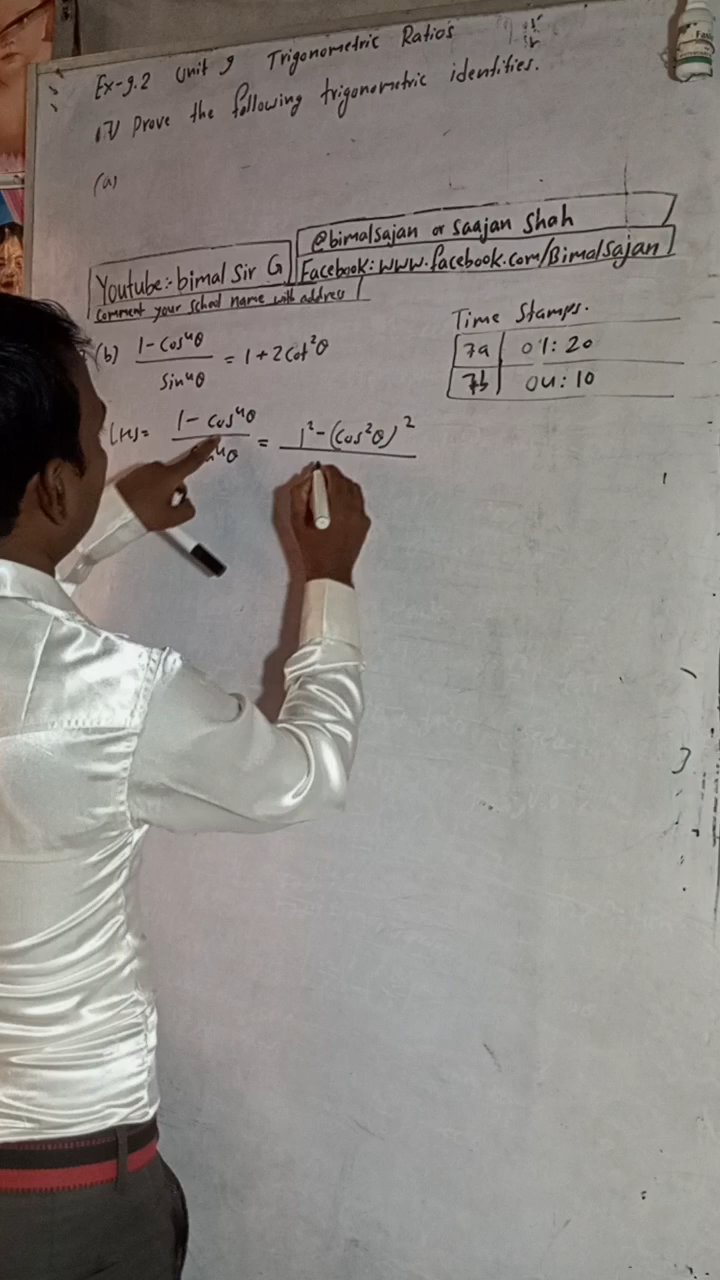 Ex-9.2 Unit 9 Trigonometric Ratios
Prove the following trigonometric identities.
(a)
@bimalsajan or Saajan Shah
Youtube:- bimal Sir G
Facebook: www.facebook.com/Bimalsajan
Comment your school name with address
Time Stamps.
7a 01:20
7b 04:10
(b) 1-Cos⁴θ / Sin⁴θ = 1+2Cot²θ
LHS= 1-cos⁴θ / Sin⁴θ = 1²-(cos²θ)²